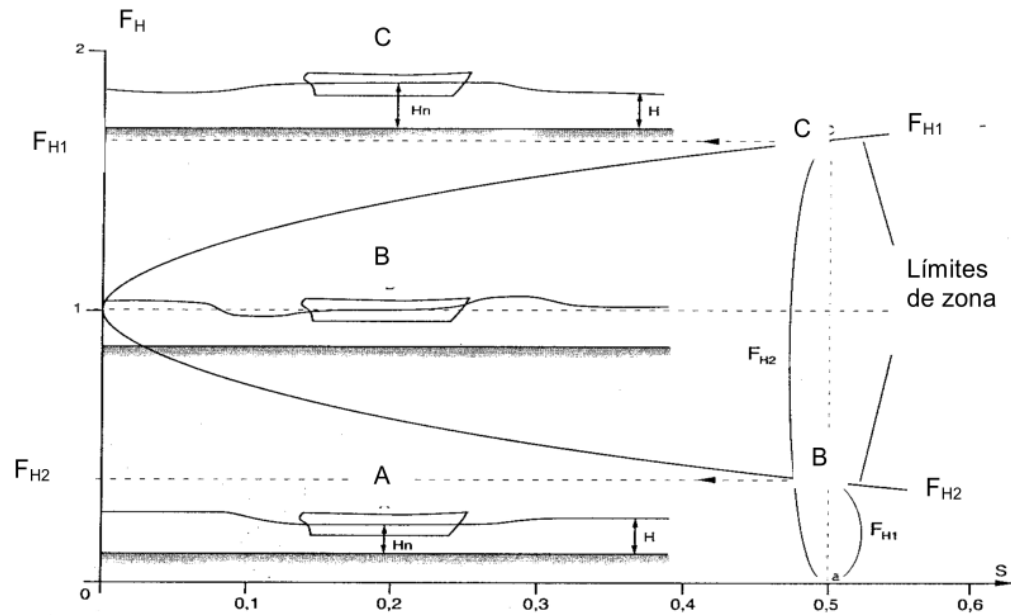 F_H
2
C
Hn
H
F_H1
C
F_H1
B
Límites
de zona
1
F_H2
B
F_H2
A
F_H2
Hn
H
F_H1
a
S
0
0,1
0,2
0,3
0,4
0,5
0,6